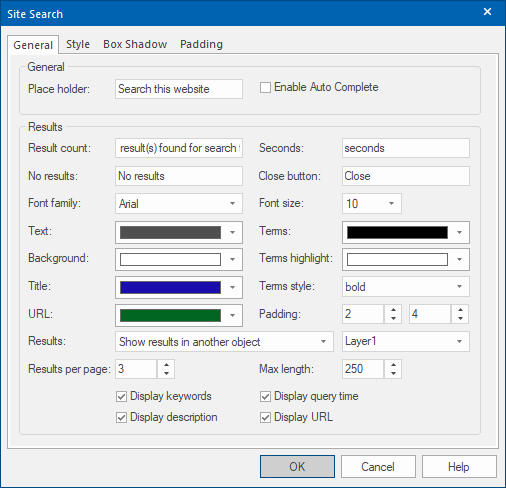 Site Search
General Style Box Shadow Padding
General
Place holder: Search this website Enable Auto Complete
Results
Result count: result(s) found for search Seconds: seconds
No results: No results Close button: Close
Font family: Arial Font size: 10
Text: Terms:
Background: Terms highlight:
Title: Terms style: bold
URL: Padding: 2 4
Results: Show results in another object Layer1
Results per page: 3 Max length: 250
Display keywords Display query time
Display description Display URL
OK Cancel Help